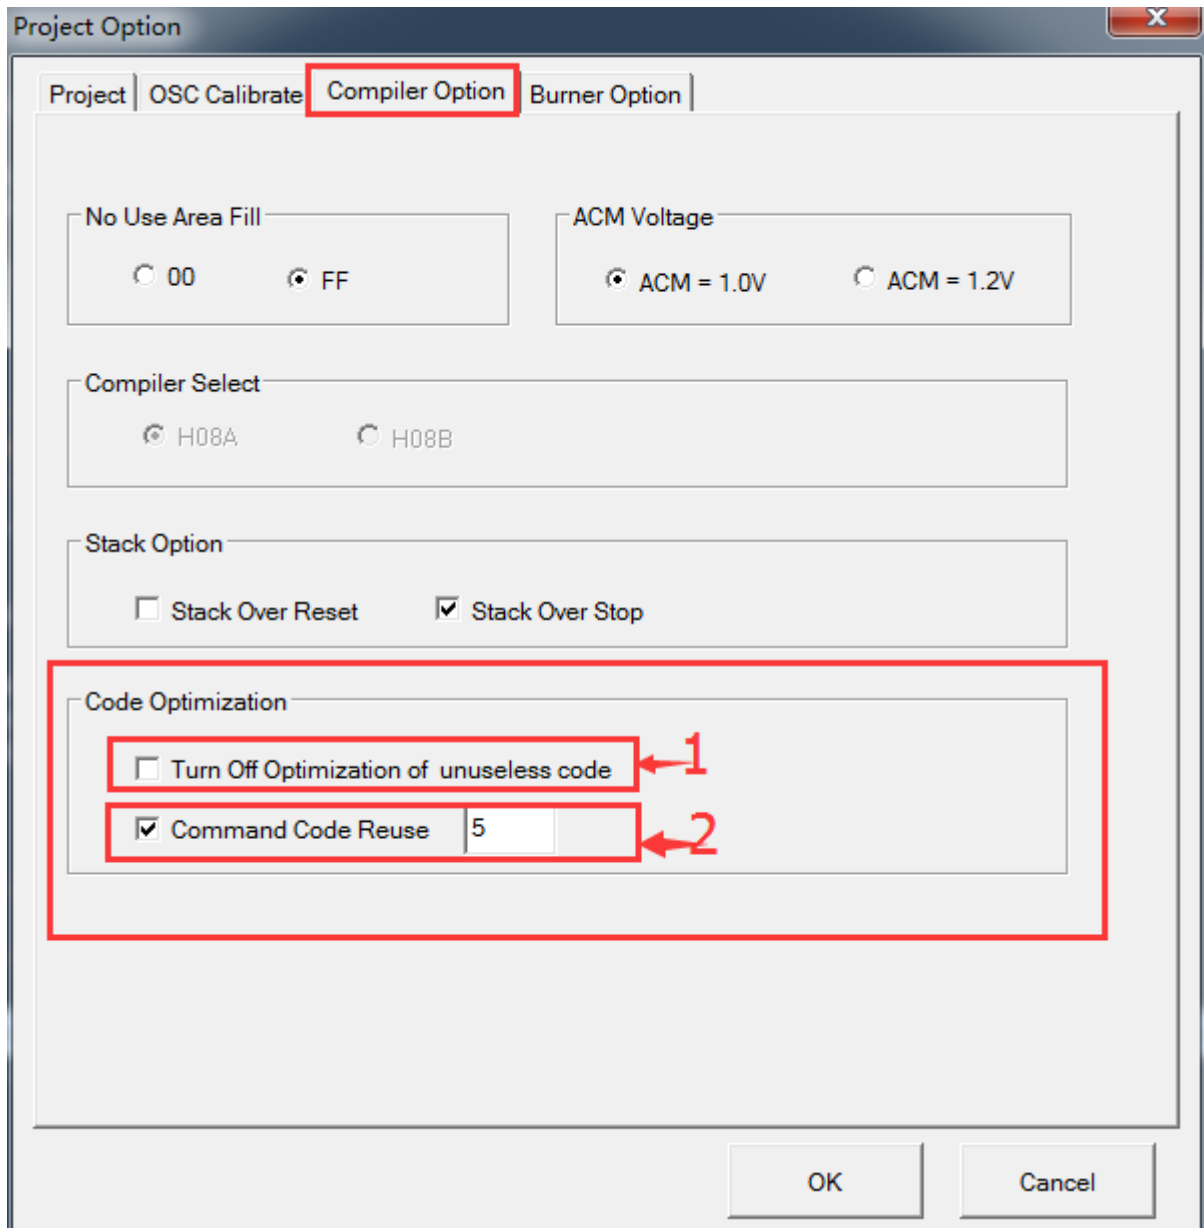 Project Option
Project OSC Calibrate Compiler Option Burner Option
No Use Area Fill ACM Voltage
00 FF ACM = 1.0V ACM = 1.2V
Compiler Select
H08A H08B
Stack Option
Stack Over Reset Stack Over Stop
Code Optimization
Turn Off Optimization of unuseless code 1
Command Code Reuse 5 2
OK Cancel